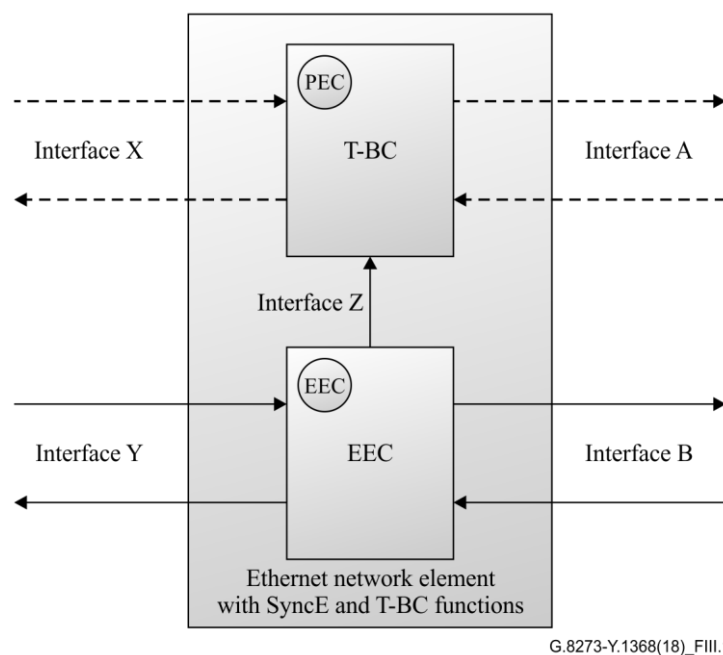 PEC
T-BC
Interface X
Interface A
Interface Z
EEC
EEC
Interface Y
Interface B
Ethernet network element
with SyncE and T-BC functions
G.8273-Y.1368(18)_FIII.